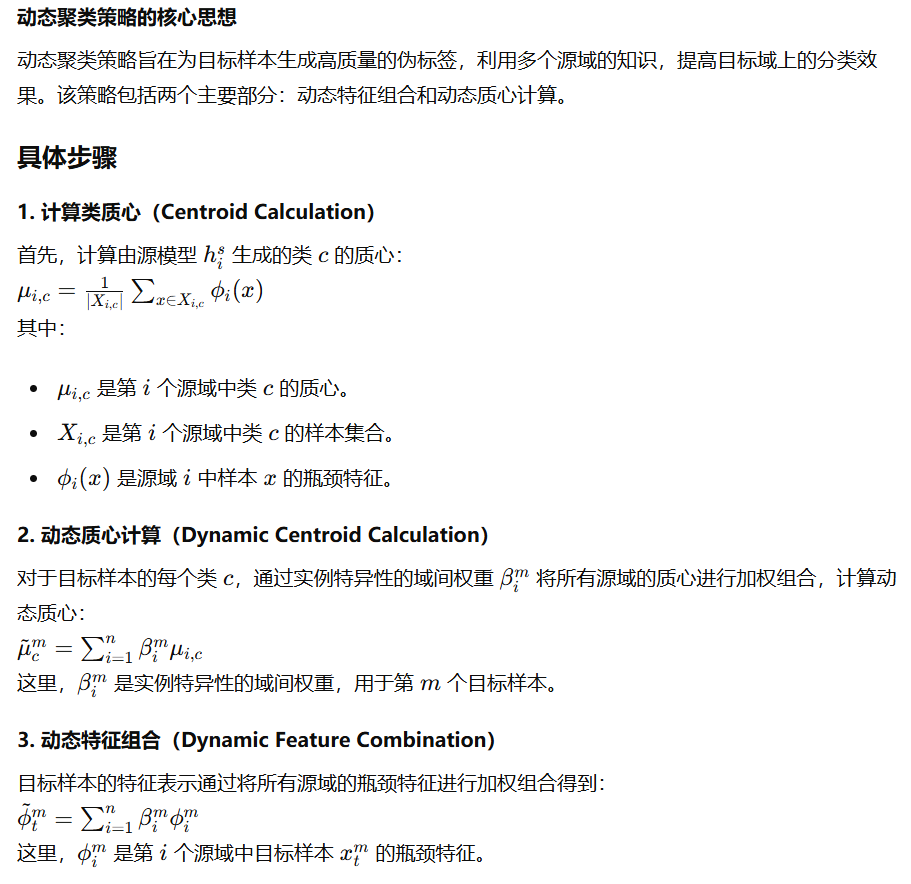 动态聚类策略的核心思想
动态聚类策略旨在为目标样本生成高质量的伪标签，利用多个源域的知识，提高目标域上的分类效
果。该策略包括两个主要部分：动态特征组合和动态质心计算。
具体步骤
1. 计算类质心（Centroid Calculation）
首先，计算由源模型 $h_i^s$ 生成的类 $c$ 的质心：
$\mu_{i,c} = \frac{1}{|X_{i,c}|} \sum_{x \in X_{i,c}} \phi_i(x)$
其中：
• $\mu_{i,c}$ 是第 $i$ 个源域中类 $c$ 的质心。
• $X_{i,c}$ 是第 $i$ 个源域中类 $c$ 的样本集合。
• $\phi_i(x)$ 是源域 $i$ 中样本 $x$ 的瓶颈特征。
2. 动态质心计算（Dynamic Centroid Calculation）
对于目标样本的每个类 $c$，通过实例特异性的域间权重 $\beta_i^m$ 将所有源域的质心进行加权组合，计算动
态质心：
$\tilde{\mu}_c^m = \sum_{i=1}^n \beta_i^m \mu_{i,c}$
这里，$\beta_i^m$ 是实例特异性的域间权重，用于第 $m$ 个目标样本。
3. 动态特征组合（Dynamic Feature Combination）
目标样本的特征表示通过将所有源域的瓶颈特征进行加权组合得到：
$\tilde{\phi}_t^m = \sum_{i=1}^n \beta_i^m \phi_i^m$
这里，$\phi_i^m$ 是第 $i$ 个源域中目标样本 $x_t^m$ 的瓶颈特征。